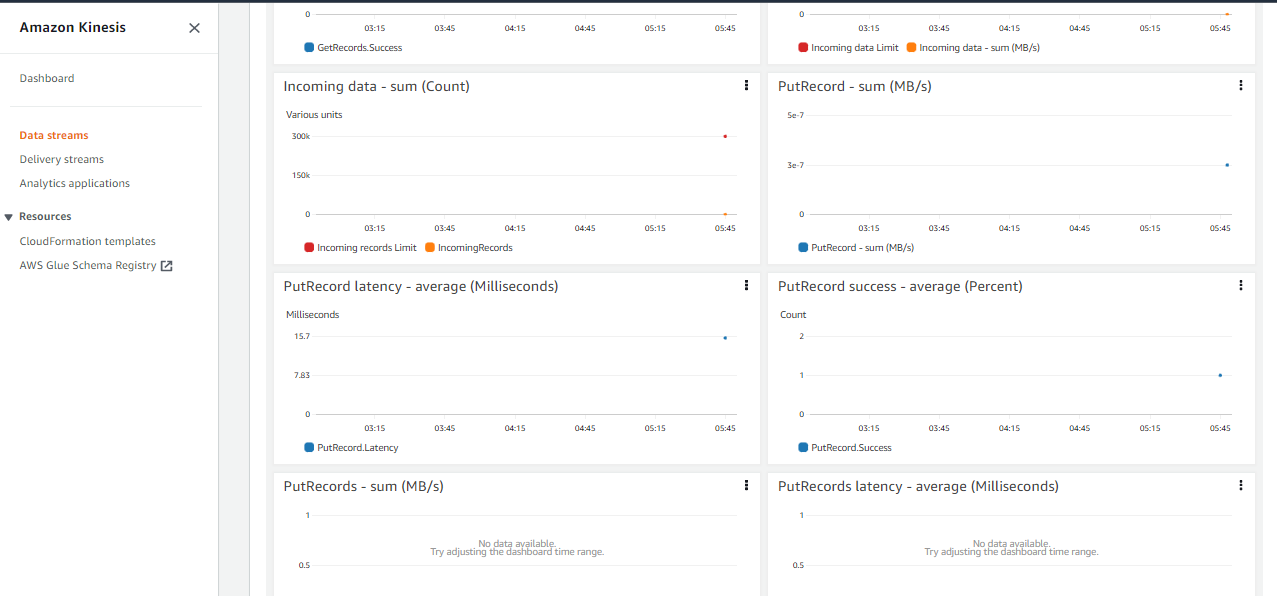 Amazon Kinesis
Dashboard
Data streams
Delivery streams
Analytics applications
Resources
CloudFormation templates
AWS Glue Schema Registry
0
03:15 03:45 04:15 04:45 05:15 05:45
GetRecords.Success
0
03:15 03:45 04:15 04:45 05:15 05:45
Incoming data Limit Incoming data - sum (MB/s)
Incoming data - sum (Count)
Various units
300k
150k
0
03:15 03:45 04:15 04:45 05:15 05:45
Incoming records Limit IncomingRecords
PutRecord - sum (MB/s)
5e-7
3e-7
0
03:15 03:45 04:15 04:45 05:15 05:45
PutRecord - sum (MB/s)
PutRecord latency - average (Milliseconds)
Milliseconds
15.7
7.83
0
03:15 03:45 04:15 04:45 05:15 05:45
PutRecord.Latency
PutRecord success - average (Percent)
Count
2
1
0
03:15 03:45 04:15 04:45 05:15 05:45
PutRecord.Success
PutRecords - sum (MB/s)
1
No data available.
Try adjusting the dashboard time range.
0.5
PutRecords latency - average (Milliseconds)
1
No data available.
Try adjusting the dashboard time range.
0.5